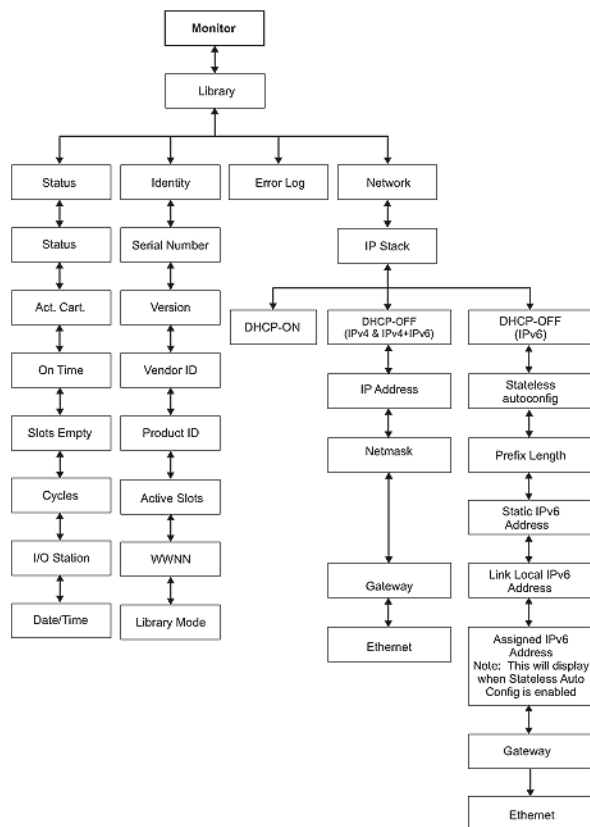 Monitor
Library
Status
Identity
Error Log
Network
Status
Serial Number
IP Stack
Act. Cart.
Version
DHCP-ON
DHCP-OFF
(IPv4 & IPv4+IPv6)
DHCP-OFF
(IPv6)
On Time
Vendor ID
IP Address
Stateless
autoconfig
Slots Empty
Product ID
Netmask
Prefix Length
Cycles
Active Slots
Static IPv6
Address
I/O Station
WWNN
Gateway
Link Local IPv6
Address
Date/Time
Library Mode
Ethernet
Assigned IPv6
Address
Note: This will display
when Stateless Auto
Config is enabled
Gateway
Ethernet